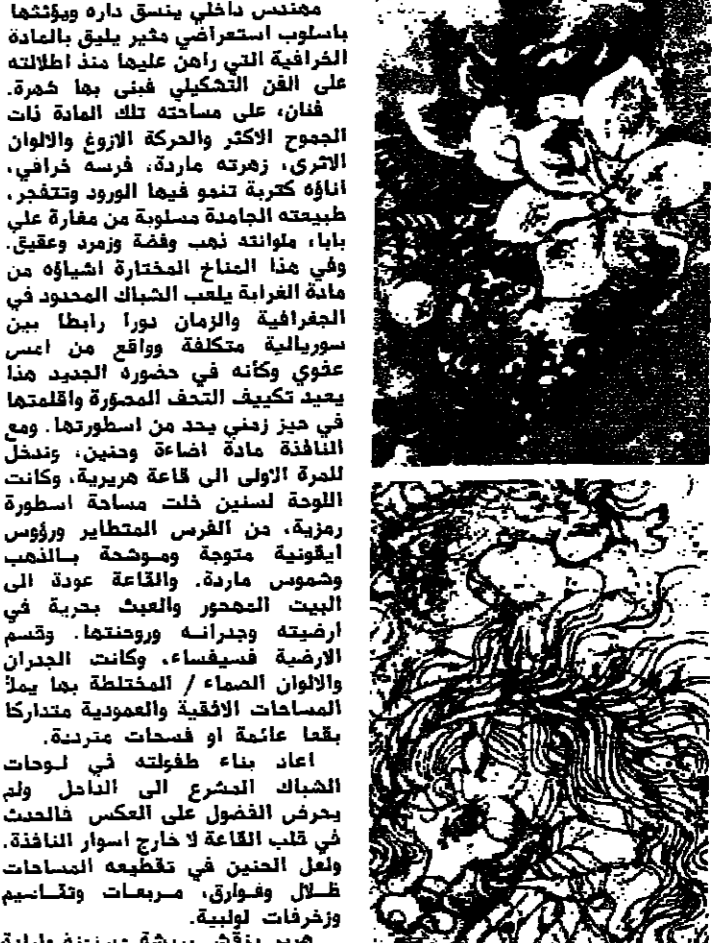 مهندس داخلي ينسق داره ويؤثثها
باسلوب استعراضي مثير يليق بالمادة
الخرافية التي راهن عليها منذ اطلالته
على الفن التشكيلي فبنى بها شهرة.
فنان، على مساحته تلك المادة ذات
الجموح الاكثر والحركة الازوغ والالوان
الاثرى، زهرته ماردة، فرسه خرافي،
اناؤه كتربة تنمو فيها الورود وتتفجر،
طبيعته الجامدة مسلوبة من مغارة علي
بابا، ملوانته ذهب وفضة وزمرد وعقيق.
وفي هذا المناخ المختارة اشياؤه من
مادة الغرابة يلعب الشباك المحدود في
الجغرافية والزمان دورا رابطا بين
سوريالية متكلفة وواقع من امس
عفوي وكأنه في حضوره الجديد هذا
يعيد تكييف التحف المصورة واقلمتها
في حيز زمني يحد من اسطورتها. ومع
النافذة مادة اضاءة وحنين، وندخل
للمرة الاولى الى قاعة هريرية، وكانت
اللوحة لسنين خلت مساحة اسطورة
رمزية، من الفرس المتطاير ورؤوس
ايقونية متوجة وموشحة بالذهب
وشموس ماردة. والقاعة عودة الى
البيت المهجور والعبث بحرية في
ارضيته وجدرانه وروحنتها. وقسم
الارضية فسيفساء، وكانت الجدران
والالوان الصماء / المختلطة بها يملأ
المساحات الافقية والعمودية متداركا
بقعا عائمة او فسحات مترددة.
اعاد بناء طفولته في لوحات
الشباك المشرع الى الداخل ولم
يحرض الفضول على العكس فالحدث
في قلب القاعة لا خارج اسوار النافذة.
ولعل الحنين في تقطيعه المساحات
ظلال وفوارق، مربعات وتقاسيم
وزخرفات لولبية.